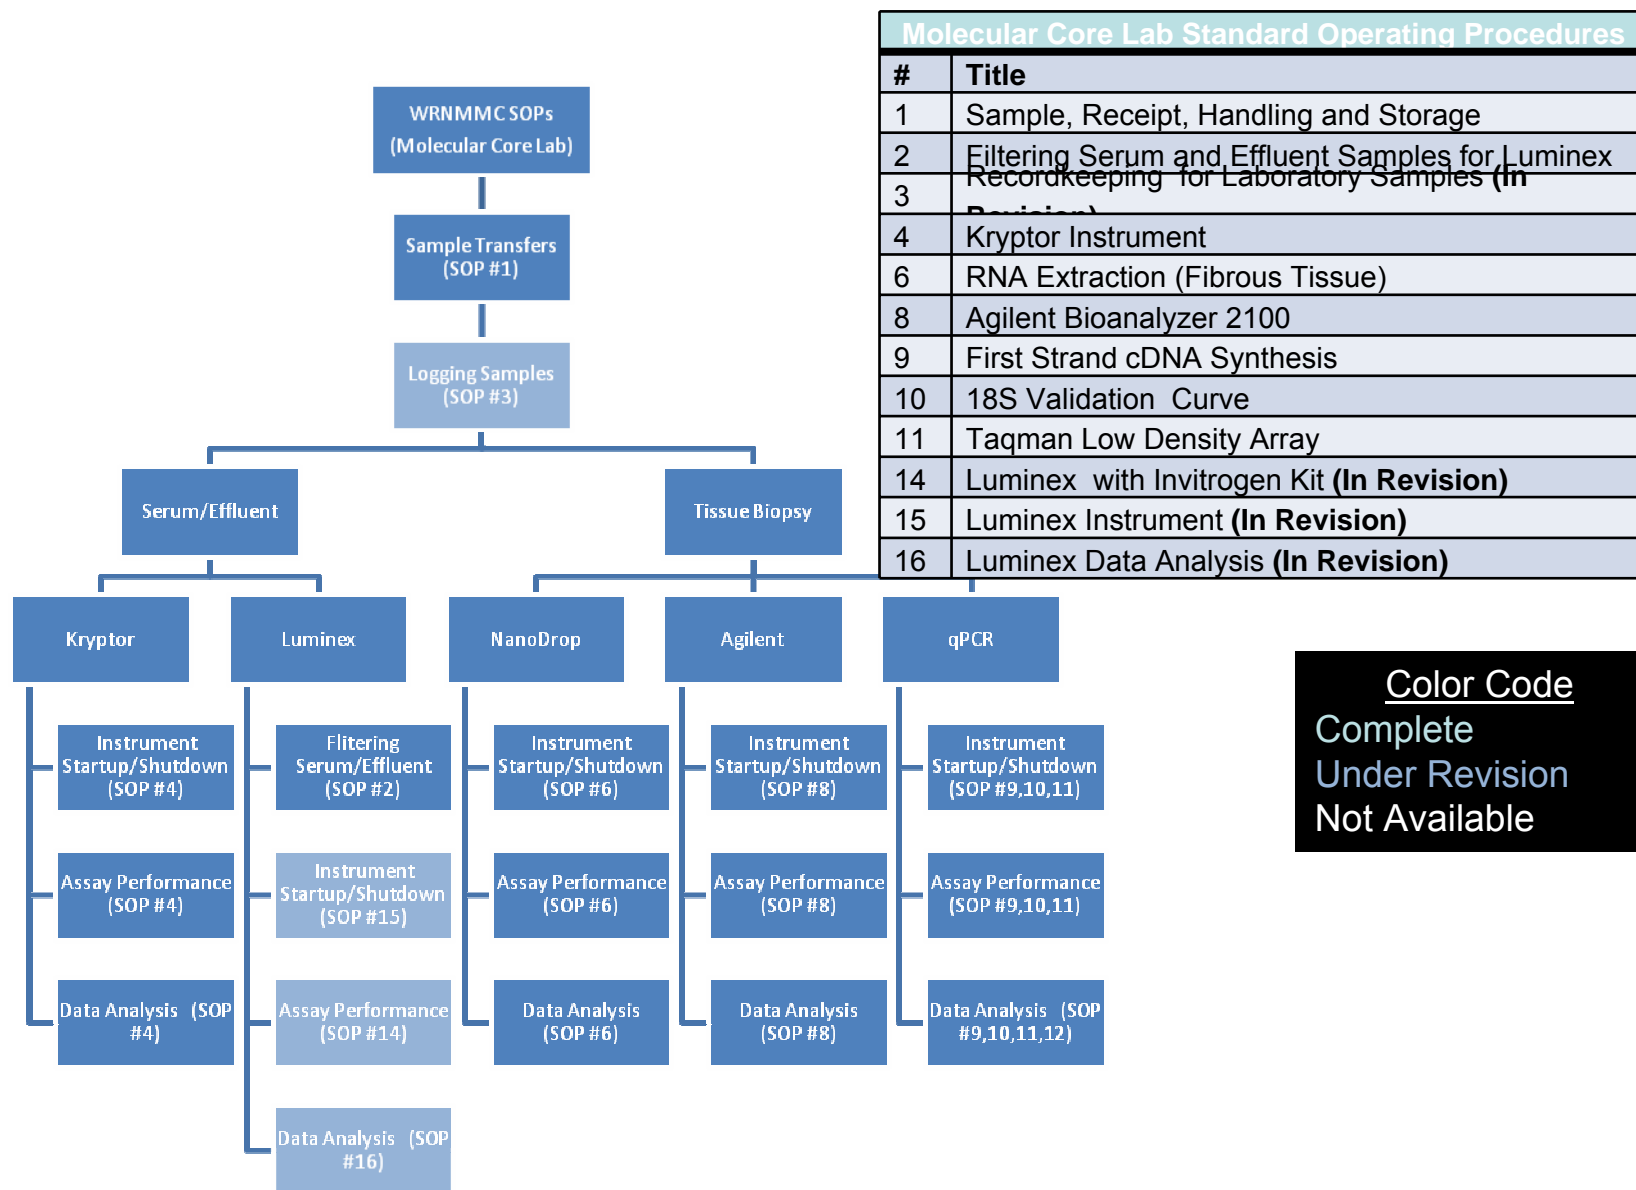 Molecular Core Lab Standard Operating Procedures
# Title
1 Sample, Receipt, Handling and Storage
2 Filtering Serum and Effluent Samples for Luminex
3 Recordkeeping for Laboratory Samples (In
Revision)
4 Kryptor Instrument
6 RNA Extraction (Fibrous Tissue)
8 Agilent Bioanalyzer 2100
9 First Strand cDNA Synthesis
10 18S Validation Curve
11 Taqman Low Density Array
14 Luminex with Invitrogen Kit (In Revision)
15 Luminex Instrument (In Revision)
16 Luminex Data Analysis (In Revision)
WRNMMC SOPs
(Molecular Core Lab)
Sample Transfers
(SOP #1)
Logging Samples
(SOP #3)
Serum/Effluent
Tissue Biopsy
Kryptor
Luminex
NanoDrop
Agilent
qPCR
Instrument
Startup/Shutdown
(SOP #4)
Assay Performance
(SOP #4)
Data Analysis (SOP
#4)
Flitering
Serum/Effluent
(SOP #2)
Instrument
Startup/Shutdown
(SOP #15)
Assay Performance
(SOP #14)
Data Analysis (SOP
#16)
Instrument
Startup/Shutdown
(SOP #6)
Assay Performance
(SOP #6)
Data Analysis
(SOP #6)
Instrument
Startup/Shutdown
(SOP #8)
Assay Performance
(SOP #8)
Data Analysis
(SOP #8)
Instrument
Startup/Shutdown
(SOP #9,10,11)
Assay Performance
(SOP #9,10,11)
Data Analysis (SOP
#9,10,11,12)
Color Code
Complete
Under Revision
Not Available